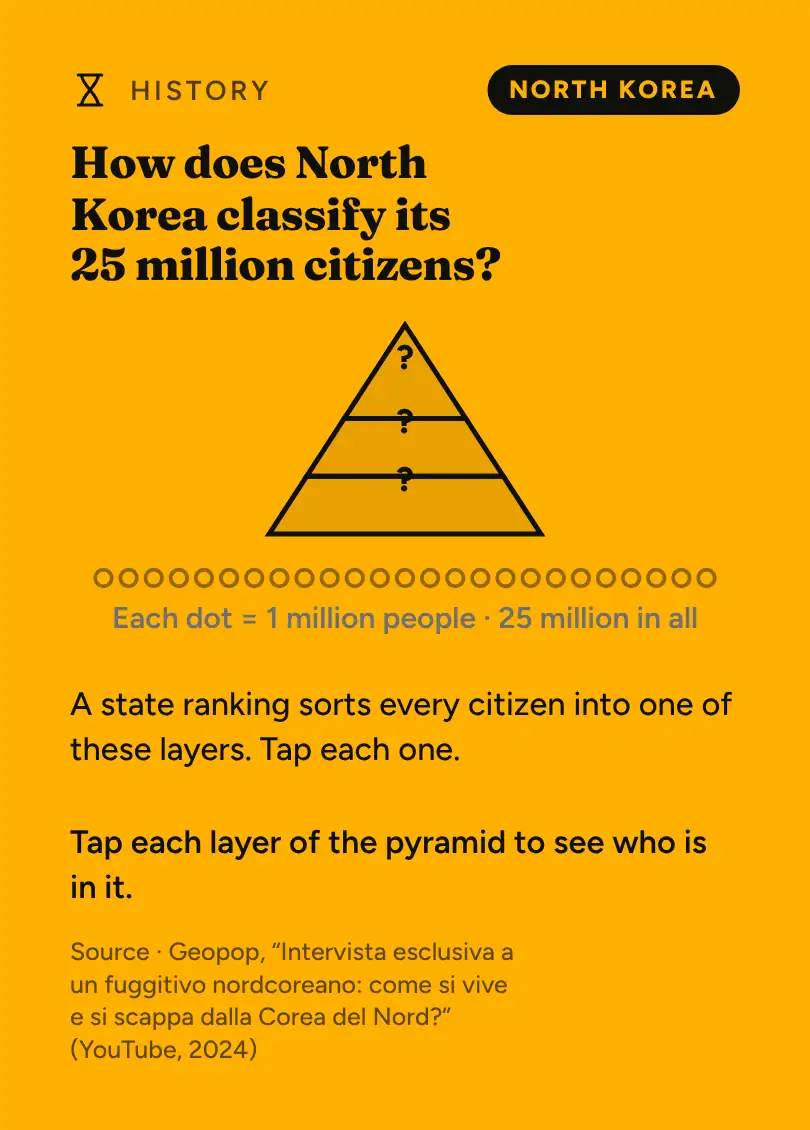 HISTORY
NORTH KOREA
How does North
Korea classify its
25 million citizens?
?
?
?
Each dot = 1 million people · 25 million in all
A state ranking sorts every citizen into one of
these layers. Tap each one.
Tap each layer of the pyramid to see who is
in it.
Source · Geopop, “Intervista esclusiva a
un fuggitivo nordcoreano: come si vive
e si scappa dalla Corea del Nord?”
(YouTube, 2024)